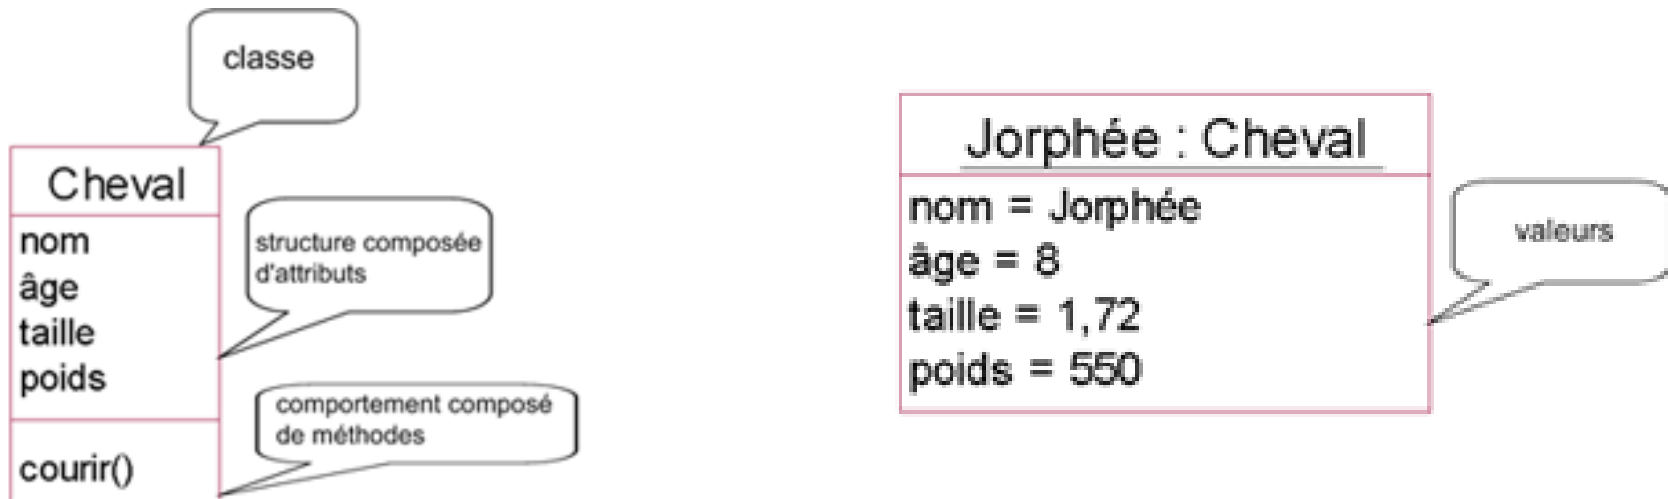 classe
Cheval
nom
âge
taille
poids
courir()
structure composée
d'attributs
comportement composé
de méthodes
Jorphée : Cheval
nom = Jorphée
âge = 8
taille = 1,72
poids = 550
valeurs